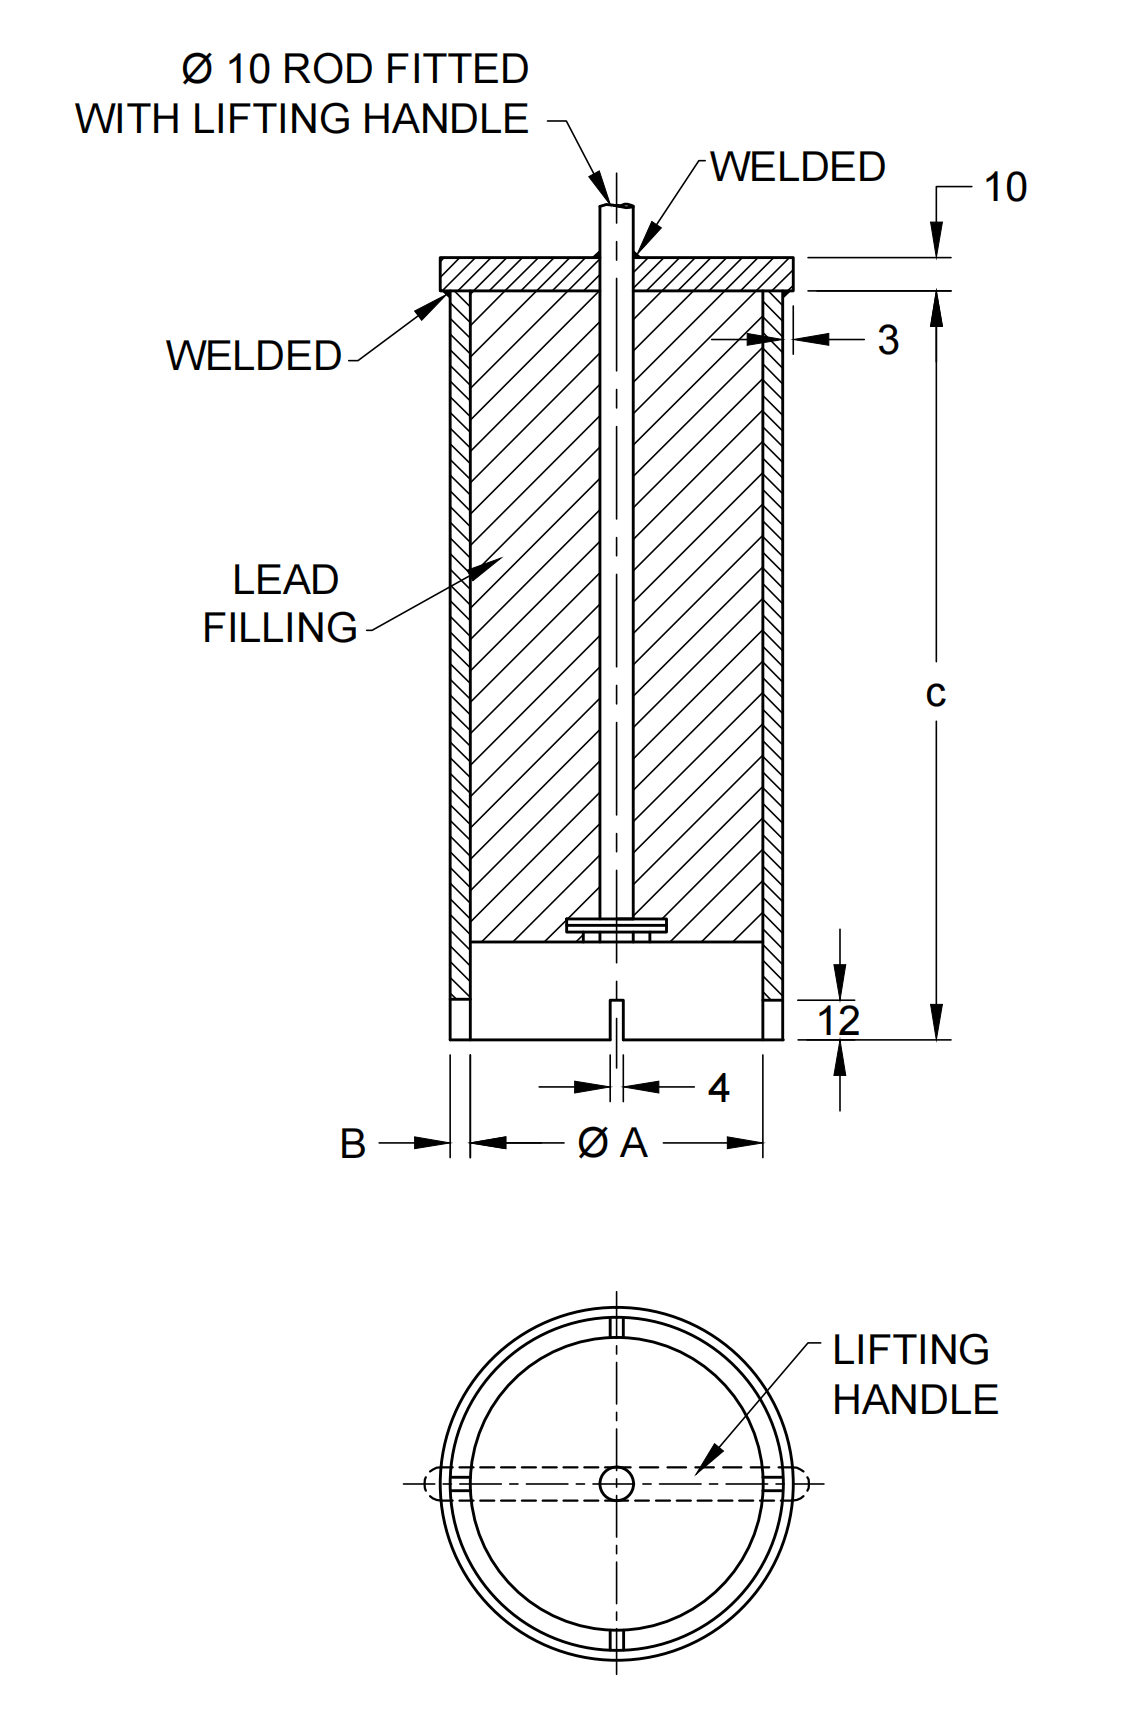 Ø 10 ROD FITTED
WITH LIFTING HANDLE
WELDED
10
WELDED
3
LEAD
FILLING
c
12
4
B
Ø A
LIFTING
HANDLE